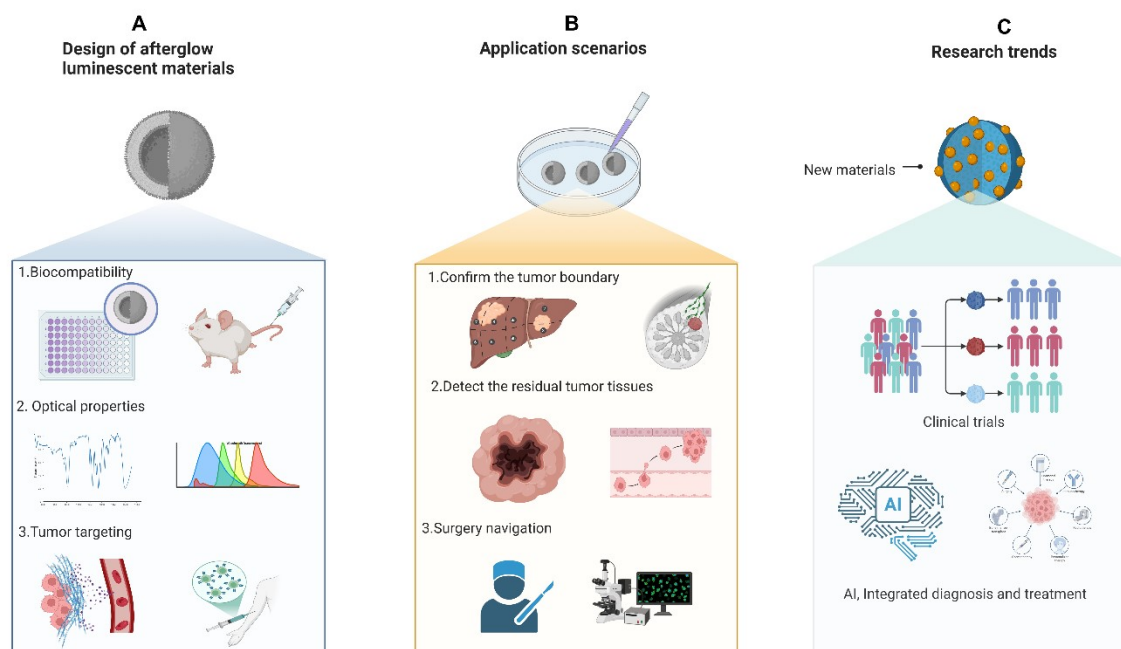 A
Design of afterglow
luminescent materials
1.Biocompatibility
2. Optical properties
3.Tumor targeting
B
Application scenarios
1.Confirm the tumor boundary
2.Detect the residual tumor tissues
3.Surgery navigation
C
Research trends
New materials
Clinical trials
AI
AI, Integrated diagnosis and treatment